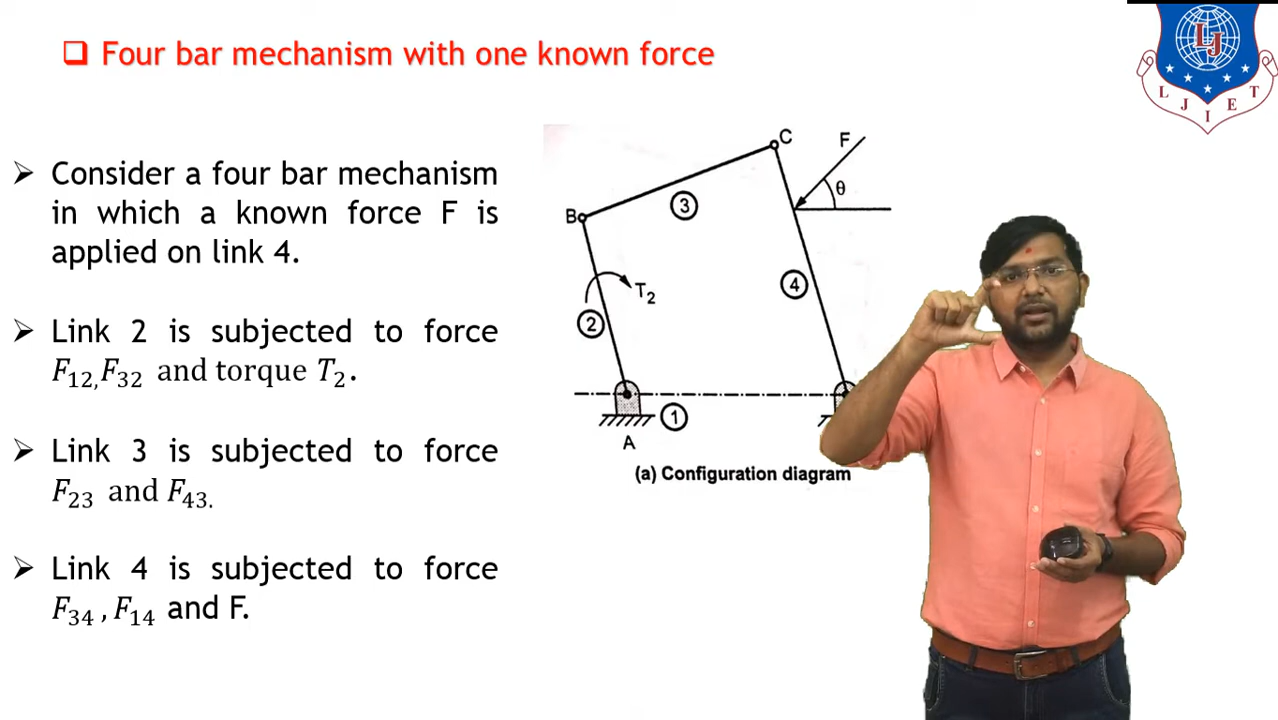 Four bar mechanism with one known force
Consider a four bar mechanism
in which a known force F is
applied on link 4.
Link 2 is subjected to force
F12, F32 and torque T2.
Link 3 is subjected to force
F23 and F43.
Link 4 is subjected to force
F34 , F14 and F.
C
F
θ
B
3
T2
4
2
1
A
(a) Configuration diagram
LJ
L J I E T